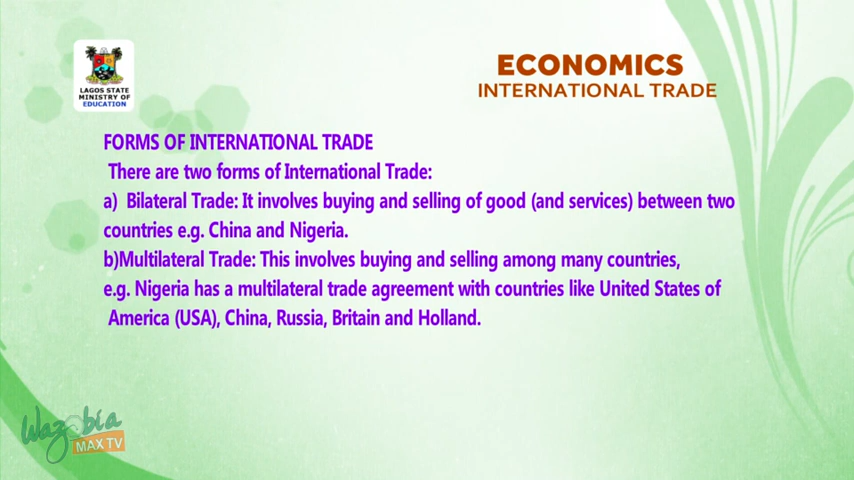 LAGOS STATE
MINISTRY OF
EDUCATION
ECONOMICS
INTERNATIONAL TRADE
FORMS OF INTERNATIONAL TRADE
There are two forms of International Trade:
a) Bilateral Trade: It involves buying and selling of good (and services) between two
countries e.g. China and Nigeria.
b)Multilateral Trade: This involves buying and selling among many countries,
e.g. Nigeria has a multilateral trade agreement with countries like United States of
America (USA), China, Russia, Britain and Holland.
Wazobia
MAX TV